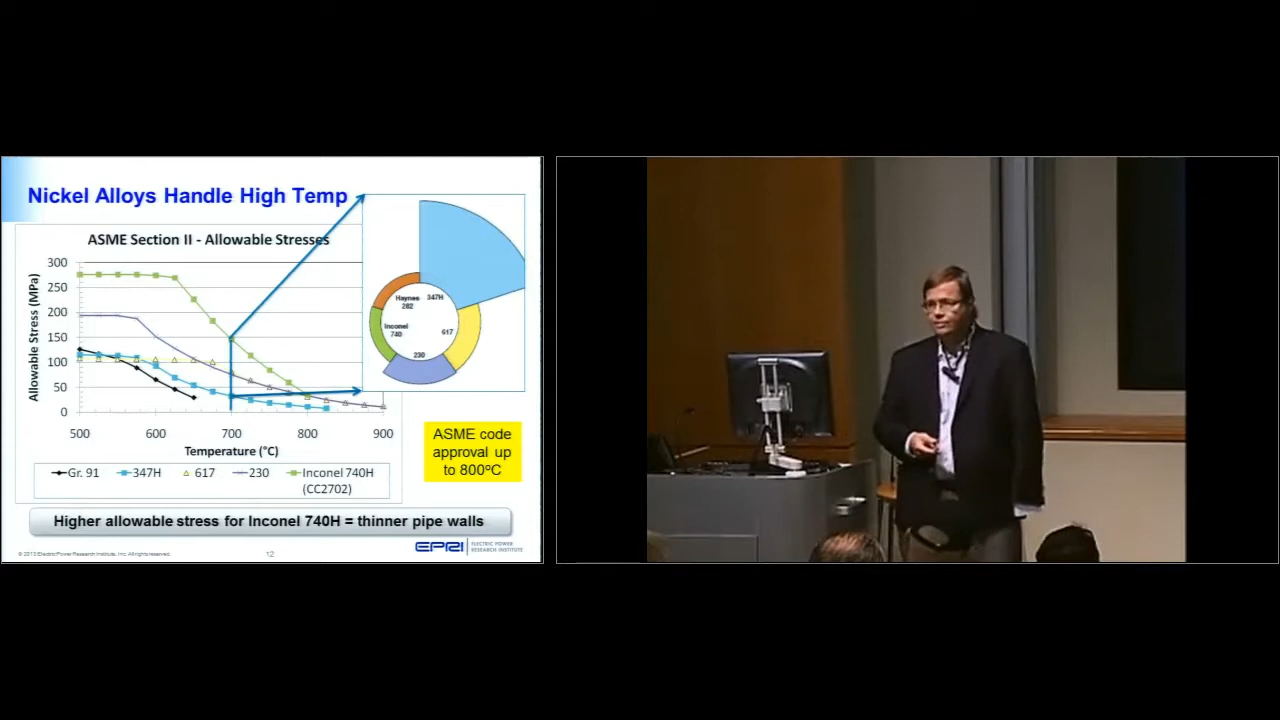 Nickel Alloys Handle High Temp
ASME Section II - Allowable Stresses
Allowable Stress (MPa)
300
250
200
150
100
50
0
500 600 700 800 900
Temperature (°C)
Gr. 91 347H 617 230 Inconel 740H
(CC2702)
Haynes
282
347H
Inconel
740
617
230
ASME code
approval up
to 800ºC
Higher allowable stress for Inconel 740H = thinner pipe walls
© 2013 Electric Power Research Institute, Inc. All rights reserved.
12
EPRI ELECTRIC POWER
RESEARCH INSTITUTE